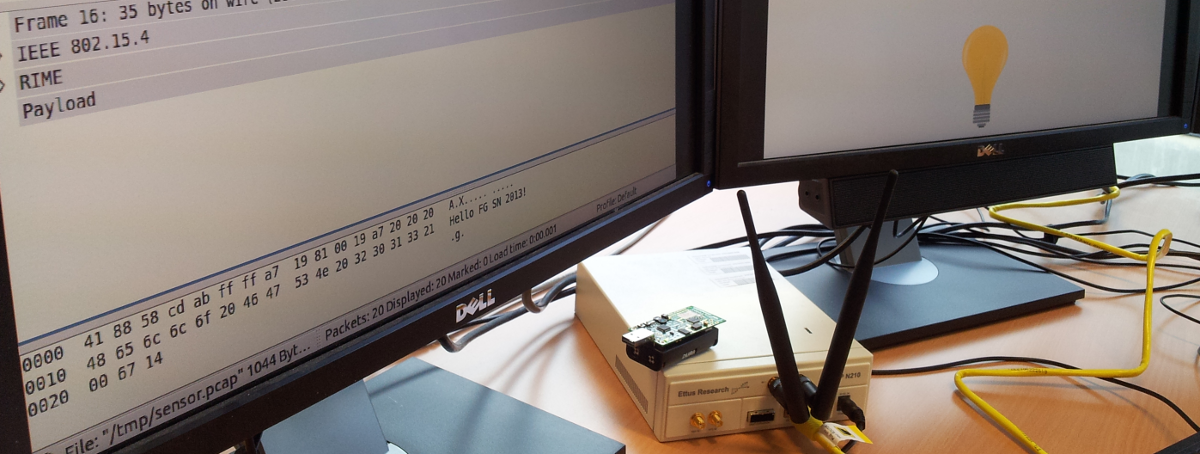 Frame 16: 35 bytes on wire
IEEE 802.15.4
RIME
Payload
0000 41 88 58 cd ab ff ff a7 19 81 00 19 a7 20 20 20 A.X..... .....
0010 48 65 6c 6c 6f 20 46 47 53 4e 20 32 30 31 33 21 Hello FG SN 2013!
0020 00 67 14 .g.
File: "/tmp/sensor.pcap" 1044 Byt... Packets: 20 Displayed: 20 Marked: 0 Load time: 0:00.001 Profile: Default
DELL
DELL
Ettus Research N210